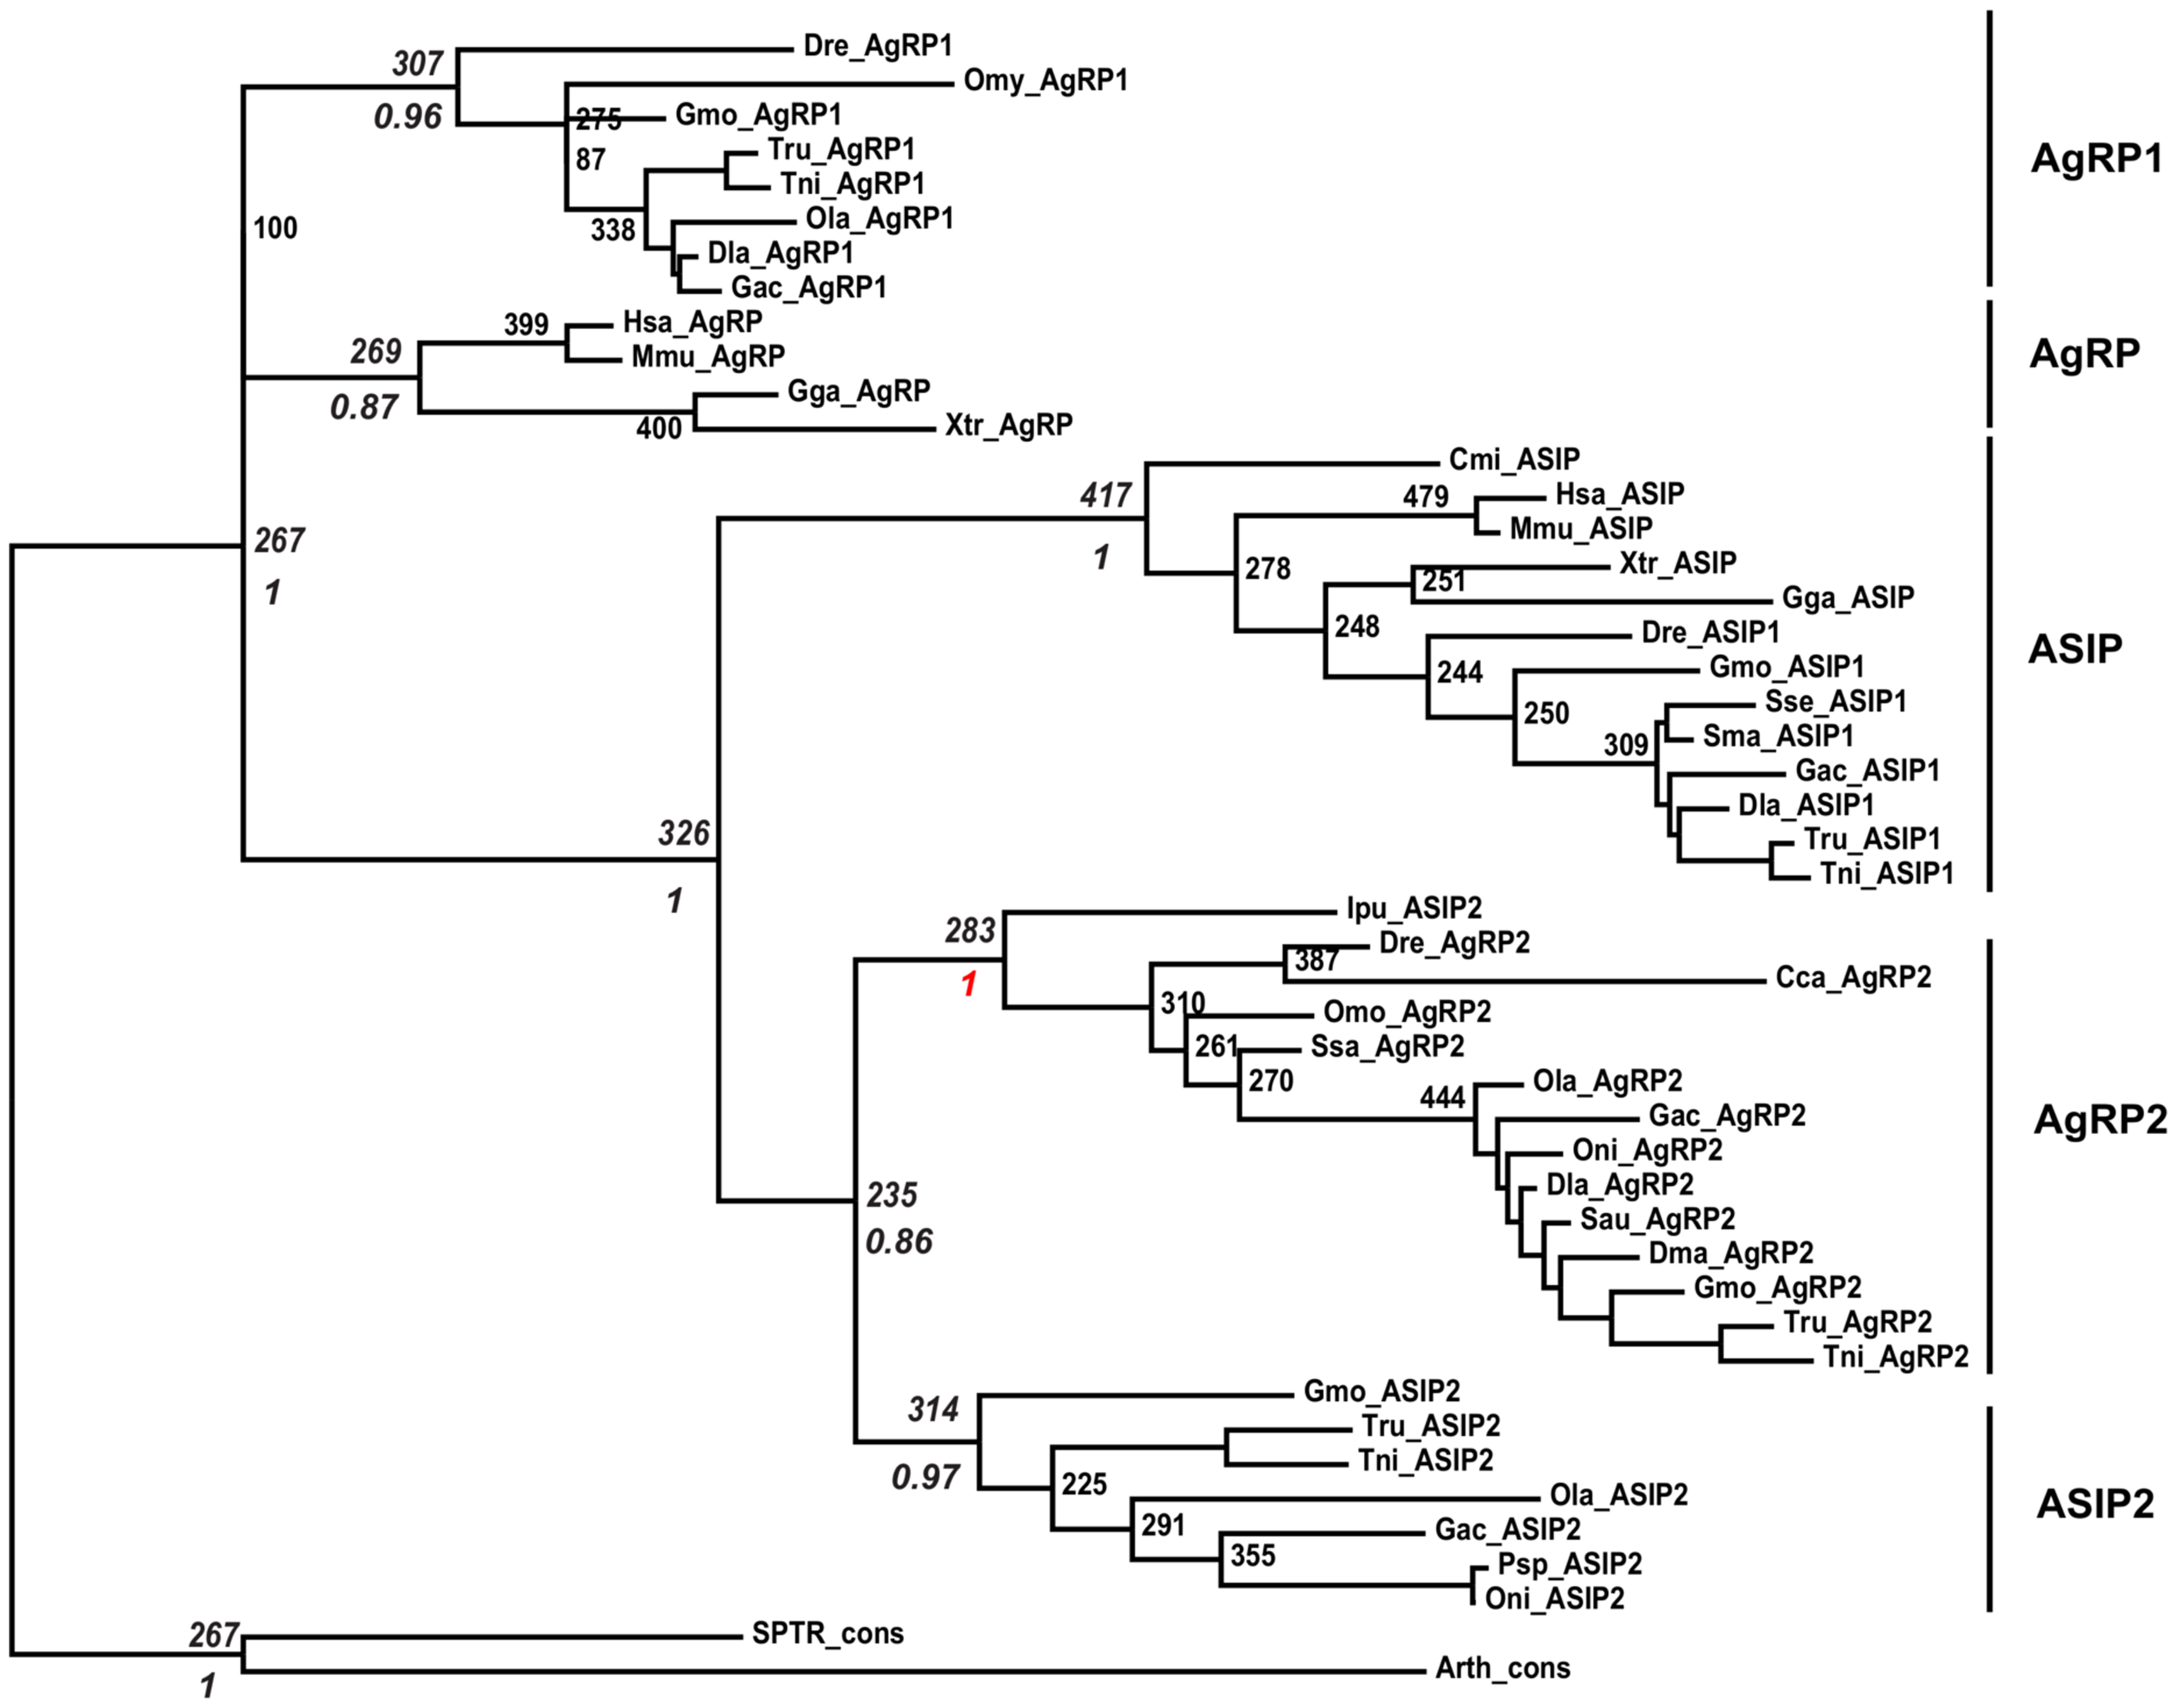 Dre_AgRP1
307
Omy_AgRP1
0.96
275
Gmo_AgRP1
87
Tru_AgRP1
AgRP1
Tni_AgRP1
Ola_AgRP1
100
338
Dla_AgRP1
Gac_AgRP1
399
Hsa_AgRP
269
Mmu_AgRP
AgRP
0.87
Gga_AgRP
400
Xtr_AgRP
Cmi_ASIP
417
479
Hsa_ASIP
Mmu_ASIP
267
1
278
Xtr_ASIP
251
1
Gga_ASIP
248
Dre_ASIP1
ASIP
244
Gmo_ASIP1
250
Sse_ASIP1
309
Sma_ASIP1
Gac_ASIP1
326
Dla_ASIP1
Tru_ASIP1
1
Tni_ASIP1
283
Ipu_ASIP2
1
Dre_AgRP2
387
Cca_AgRP2
310
Omo_AgRP2
261
Ssa_AgRP2
270
Ola_AgRP2
444
Gac_AgRP2
AgRP2
Oni_AgRP2
235
Dla_AgRP2
0.86
Sau_AgRP2
Dma_AgRP2
Gmo_AgRP2
Tru_AgRP2
Tni_AgRP2
314
Gmo_ASIP2
Tru_ASIP2
0.97
Tni_ASIP2
225
Ola_ASIP2
ASIP2
291
Gac_ASIP2
355
Psp_ASIP2
Oni_ASIP2
267
SPTR_cons
1
Arth_cons